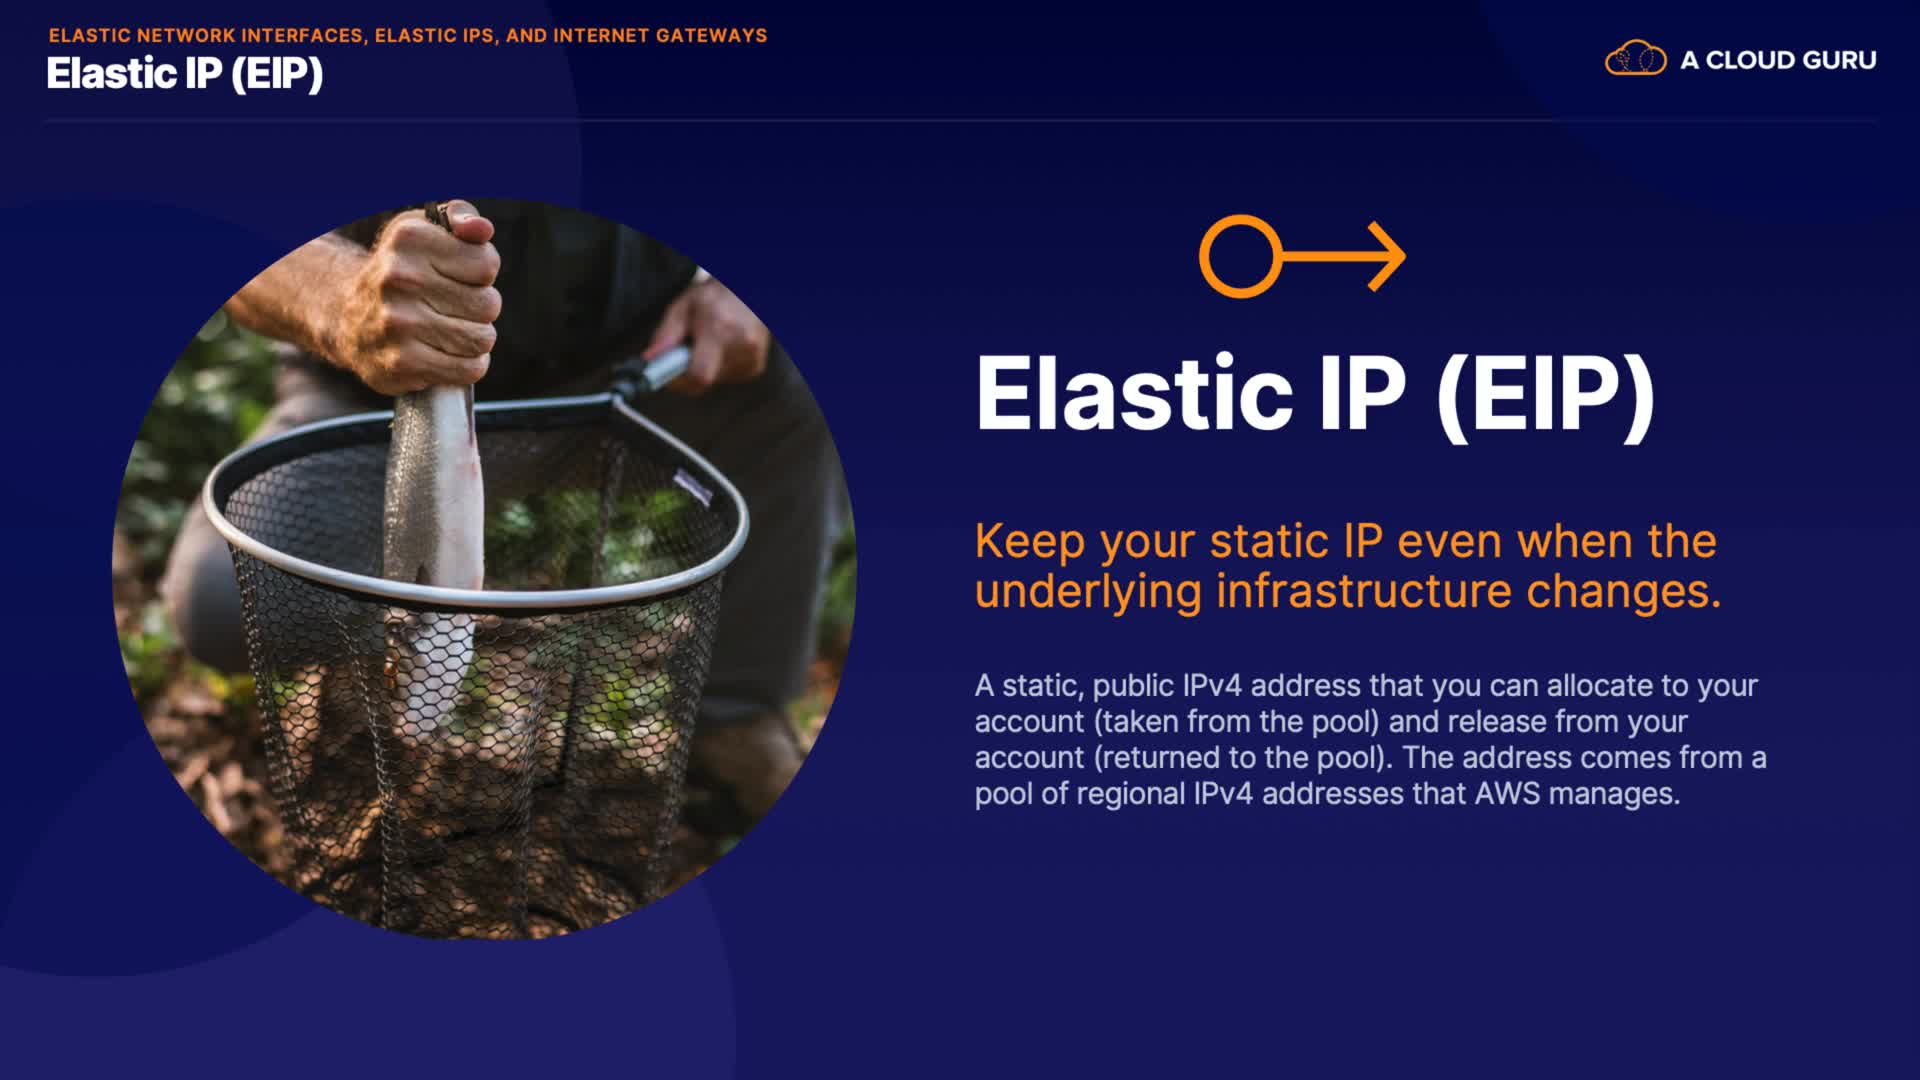 ELASTIC NETWORK INTERFACES, ELASTIC IPS, AND INTERNET GATEWAYS
Elastic IP (EIP)
A CLOUD GURU
Elastic IP (EIP)
Keep your static IP even when the
underlying infrastructure changes.
A static, public IPv4 address that you can allocate to your
account (taken from the pool) and release from your
account (returned to the pool). The address comes from a
pool of regional IPv4 addresses that AWS manages.